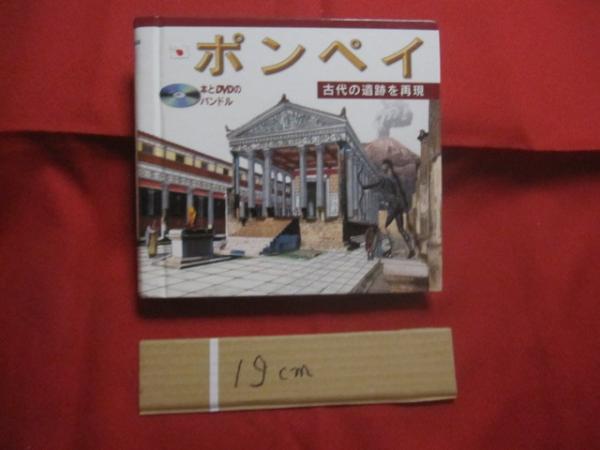 ポンペイ
本とDVDの
バンドル
古代の遺跡を再現
19cm